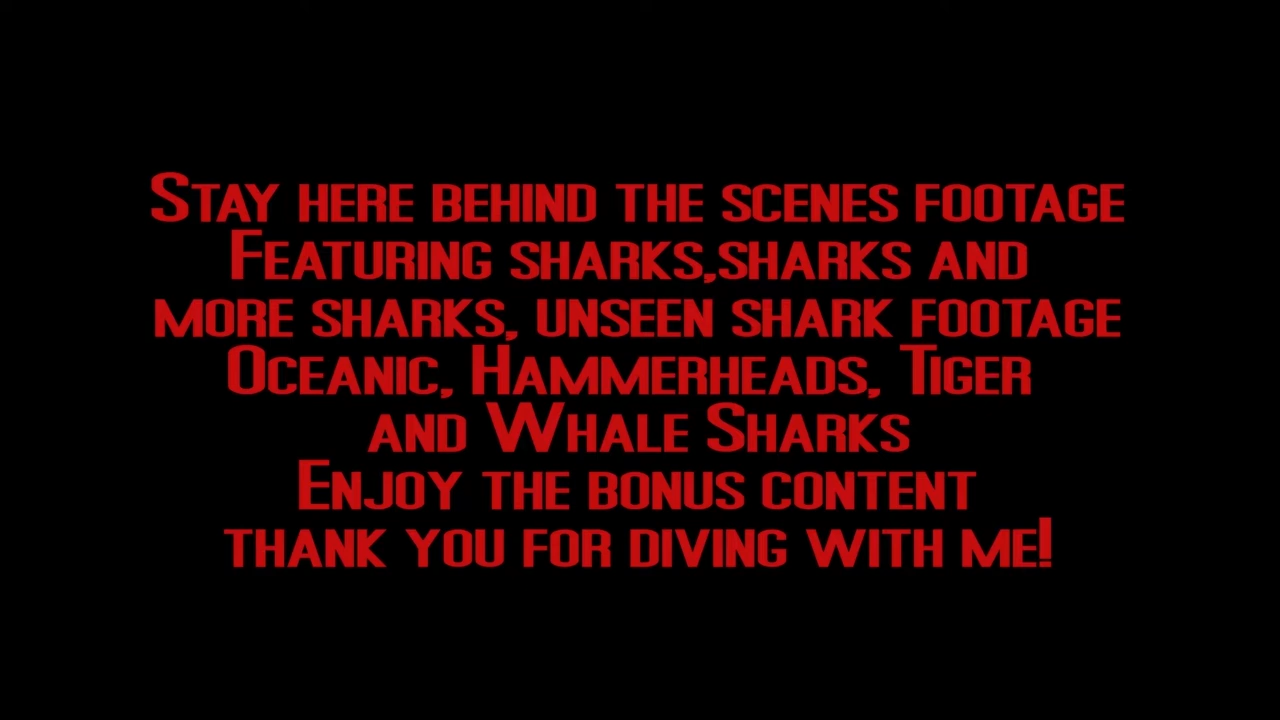 Stay here behind the scenes footage
Featuring sharks,sharks and
more sharks, unseen shark footage
Oceanic, Hammerheads, Tiger
and Whale Sharks
Enjoy the bonus content
thank you for diving with me!